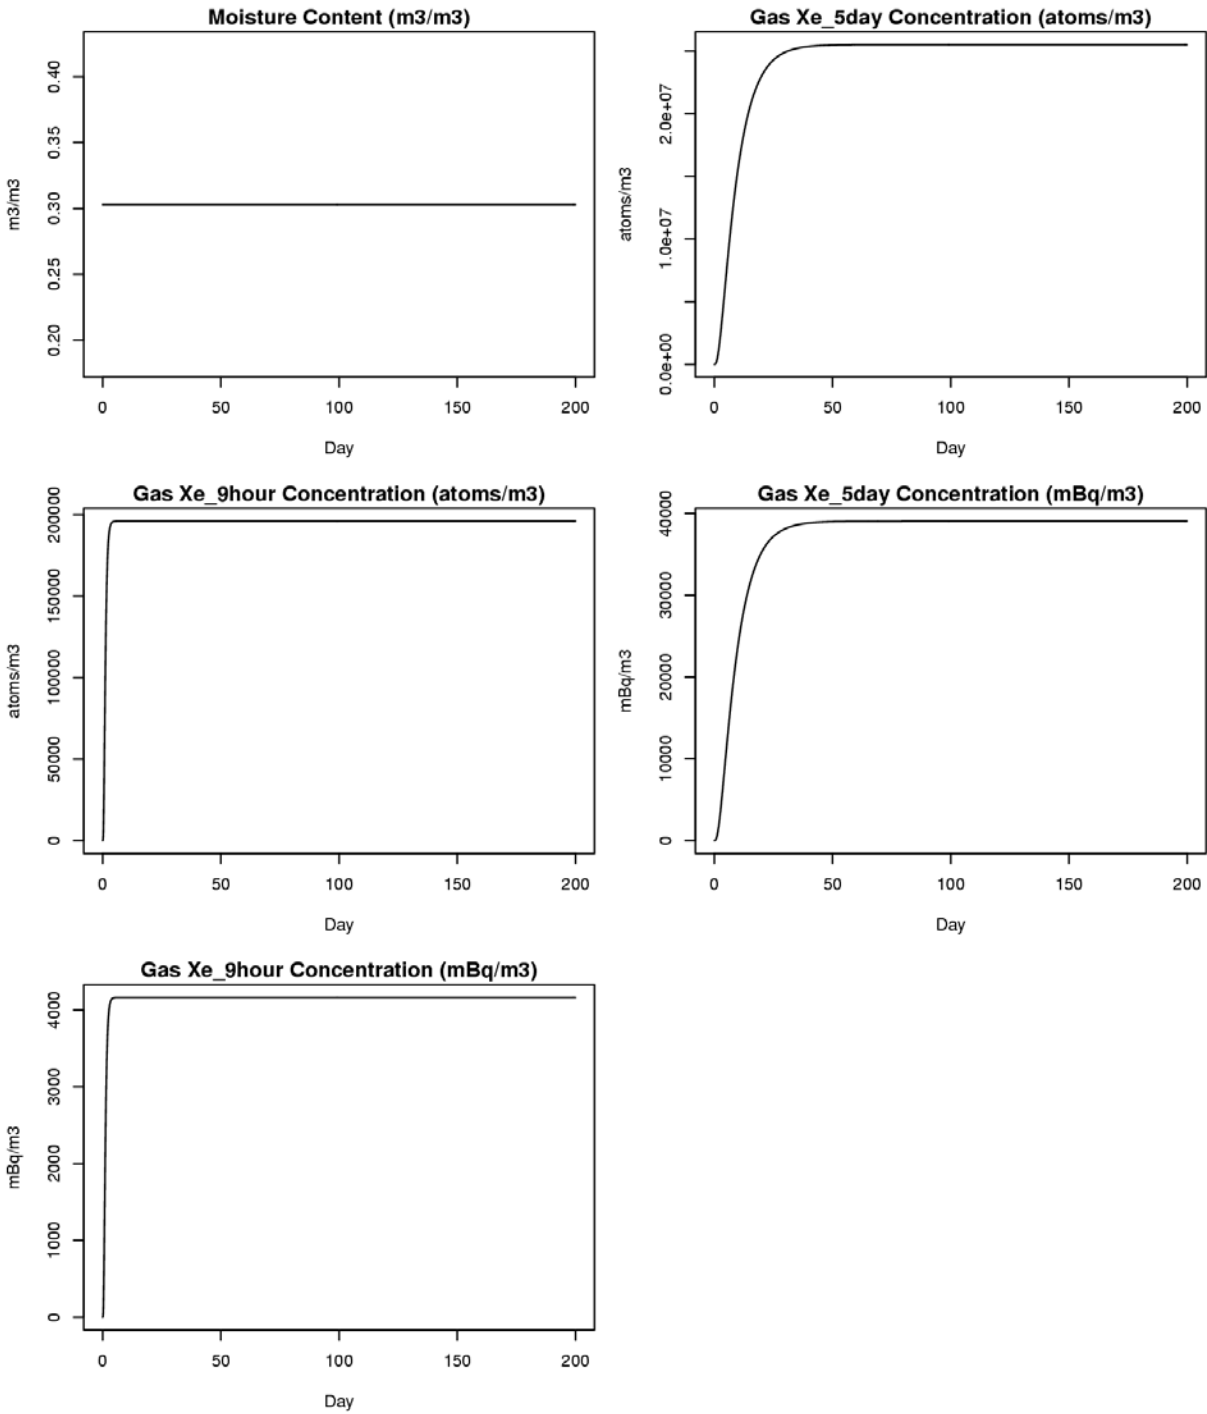 Moisture Content (m3/m3)
m3/m3
0.40
0.35
0.30
0.25
0.20
0 50 100 150 200
Day
Gas Xe_5day Concentration (atoms/m3)
atoms/m3
2.0e+07
1.0e+07
0.0e+00
0 50 100 150 200
Day
Gas Xe_9hour Concentration (atoms/m3)
atoms/m3
200000
150000
100000
50000
0
0 50 100 150 200
Day
Gas Xe_5day Concentration (mBq/m3)
mBq/m3
40000
30000
20000
10000
0
0 50 100 150 200
Day
Gas Xe_9hour Concentration (mBq/m3)
mBq/m3
4000
3000
2000
1000
0
0 50 100 150 200
Day